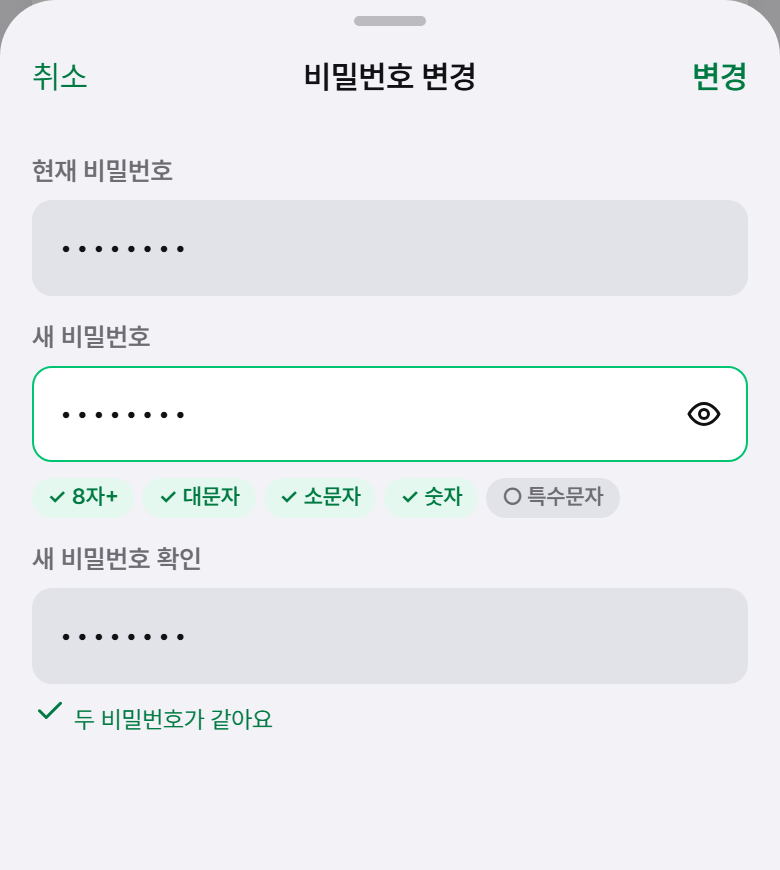 취소 비밀번호 변경 변경
현재 비밀번호
••••••••
새 비밀번호
••••••••
8자+ 대문자 소문자 숫자 특수문자
새 비밀번호 확인
••••••••
두 비밀번호가 같아요